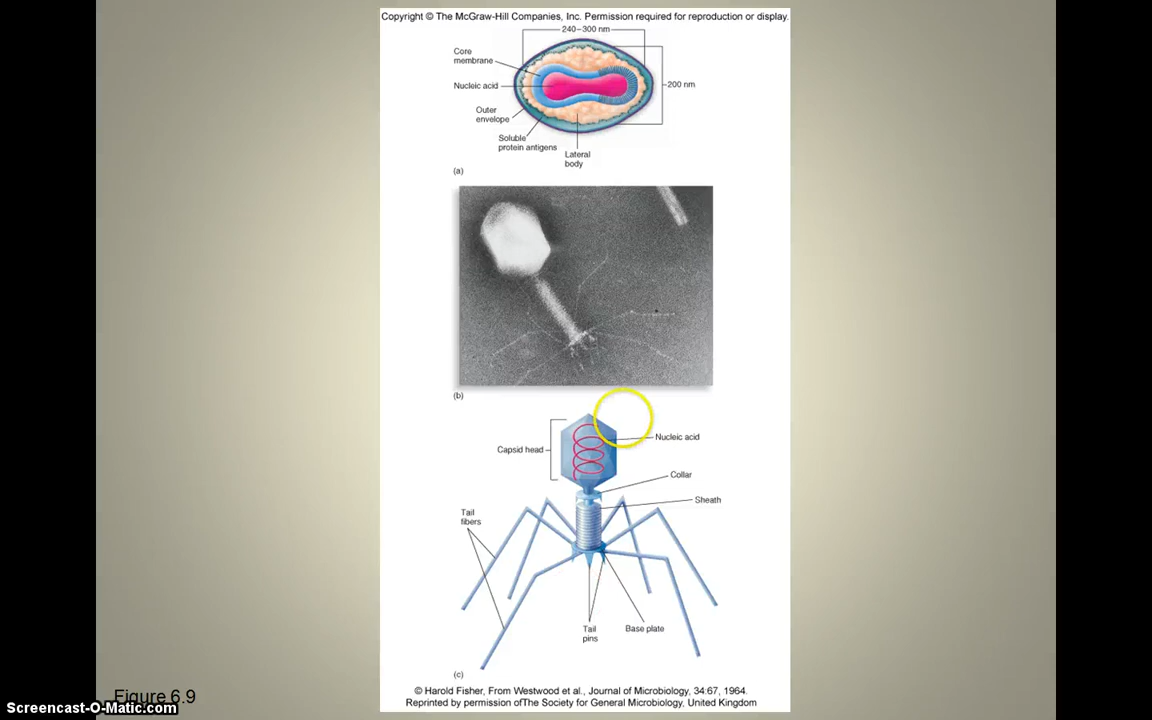 Copyright © The McGraw-Hill Companies, Inc. Permission required for reproduction or display.
240–300 nm
Core
membrane
Nucleic acid
200 nm
Outer
envelope
Soluble
protein antigens
Lateral
body
(a)
(b)
Nucleic acid
Capsid head
Collar
Sheath
Tail
fibers
Tail
pins
Base plate
(c)
© Harold Fisher, From Westwood et al., Journal of Microbiology, 34:67, 1964.
Reprinted by permission ofThe Society for General Microbiology, United Kingdom
Figure 6.9
Screencast-O-Matic.com